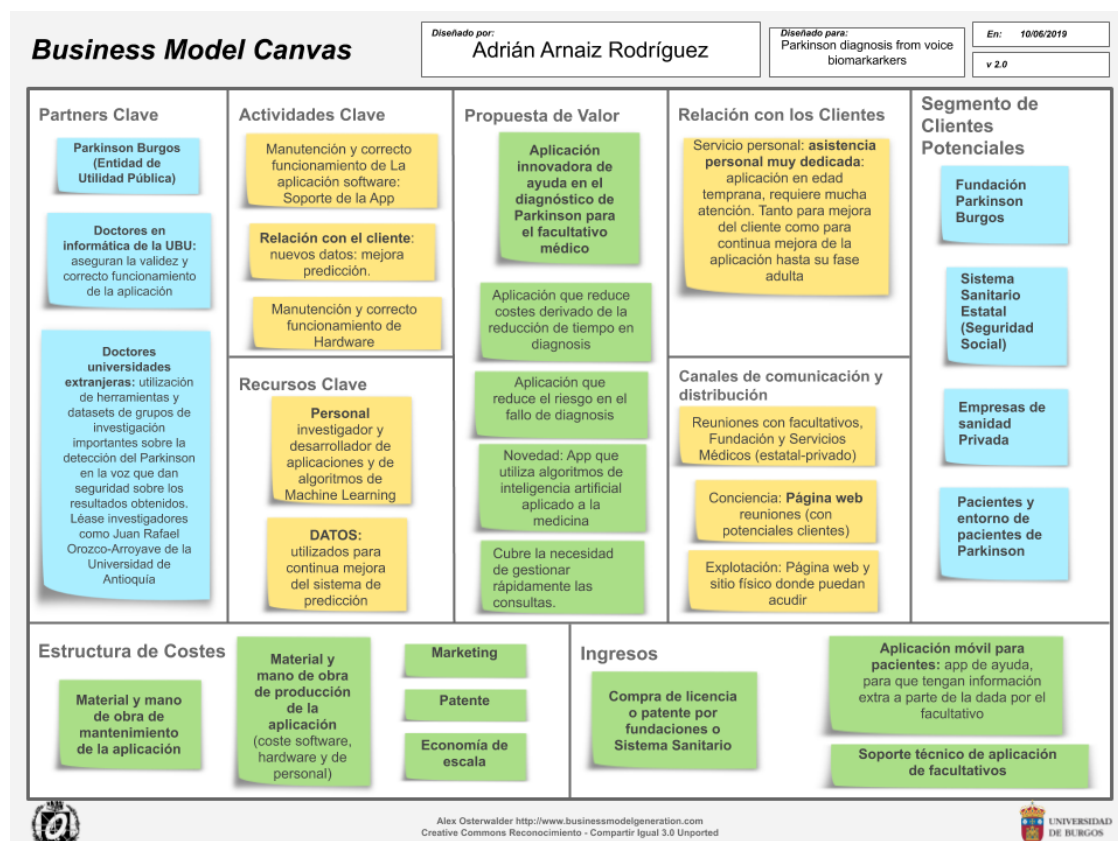 Business Model Canvas
Diseñado por:
Adrián Arnaiz Rodríguez
Diseñado para:
Parkinson diagnosis from voice
biomarkarkers
En: 10/06/2019
v 2.0
Partners Clave
Parkinson Burgos
(Entidad de
Utilidad Pública)
Doctores en
informática de la UBU:
aseguran la validez y
correcto funcionamiento
de la aplicación
Doctores
universidades
extranjeras: utilización
de herramientas y
datasets de grupos de
investigación
importantes sobre la
detección del Parkinson
en la voz que dan
seguridad sobre los
resultados obtenidos.
Léase investigadores
como Juan Rafael
Orozco-Arroyave de la
Universidad de
Antioquía
Actividades Clave
Manutención y correcto
funcionamiento de La
aplicación software:
Soporte de la App
Relación con el cliente:
nuevos datos: mejora
predicción.
Manutención y correcto
funcionamiento de
Hardware
Recursos Clave
Personal
investigador y
desarrollador de
aplicaciones y de
algoritmos de
Machine Learning
DATOS:
utilizados para
continua mejora
del sistema de
predicción
Propuesta de Valor
Aplicación
innovadora de
ayuda en el
diagnóstico de
Parkinson para
el facultativo
médico
Aplicación que reduce
costes derivado de la
reducción de tiempo en
diagnosis
Aplicación que
reduce el riesgo en el
fallo de diagnosis
Novedad: App que
utiliza algoritmos de
inteligencia artificial
aplicado a la
medicina
Cubre la necesidad
de gestionar
rápidamente las
consultas.
Relación con los Clientes
Servicio personal: asistencia
personal muy dedicada:
aplicación en edad
temprana, requiere mucha
atención. Tanto para mejora
del cliente como para
continua mejora de la
aplicación hasta su fase
adulta
Canales de comunicación y
distribución
Reuniones con facultativos,
Fundación y Servicios
Médicos (estatal-privado)
Conciencia: Página web
reuniones (con
potenciales clientes)
Explotación: Página web y
sitio físico donde puedan
acudir
Segmento de
Clientes
Potenciales
Fundación
Parkinson
Burgos
Sistema
Sanitario
Estatal
(Seguridad
Social)
Empresas de
sanidad
Privada
Pacientes y
entorno de
pacientes de
Parkinson
Estructura de Costes
Material y mano
de obra de
mantenimiento
de la aplicación
Material y
mano de obra
de producción
de la
aplicación
(coste software,
hardware y de
personal)
Marketing
Patente
Economía de
escala
Ingresos
Compra de licencia
o patente por
fundaciones o
Sistema Sanitario
Aplicación móvil para
pacientes: app de ayuda,
para que tengan información
extra a parte de la dada por el
facultativo
Soporte técnico de aplicación
de facultativos
Alex Osterwalder http://www.businessmodelgeneration.com
Creative Commons Reconocimiento - Compartir Igual 3.0 Unported
UNIVERSIDAD
DE BURGOS